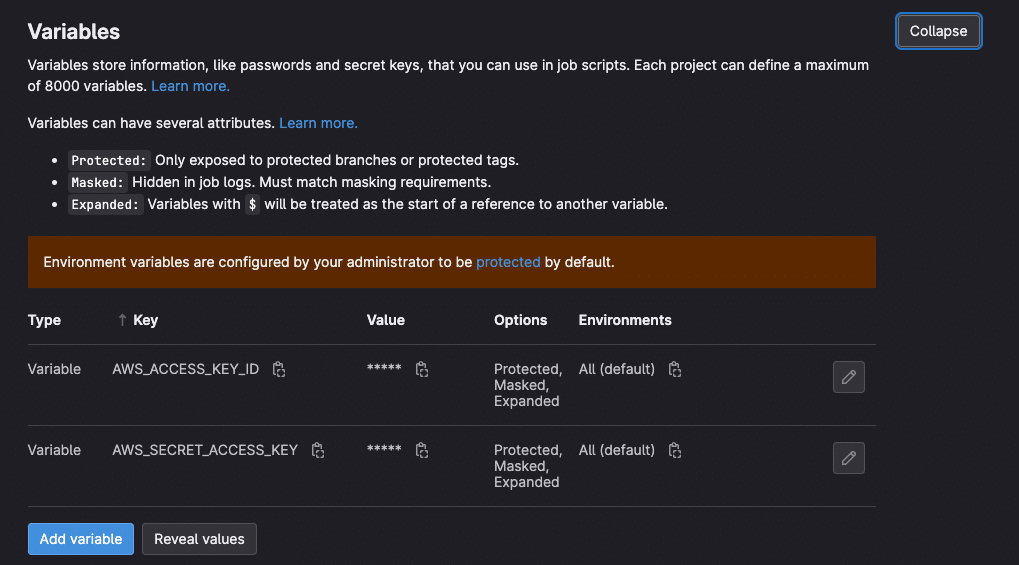 Variables
Collapse
Variables store information, like passwords and secret keys, that you can use in job scripts. Each project can define a maximum
of 8000 variables. Learn more.
Variables can have several attributes. Learn more.
• Protected: Only exposed to protected branches or protected tags.
• Masked: Hidden in job logs. Must match masking requirements.
• Expanded: Variables with $ will be treated as the start of a reference to another variable.
Environment variables are configured by your administrator to be protected by default.
Type ↑ Key Value Options Environments
Variable AWS_ACCESS_KEY_ID ***** Protected, All (default)
Masked,
Expanded
Variable AWS_SECRET_ACCESS_KEY ***** Protected, All (default)
Masked,
Expanded
Add variable Reveal values